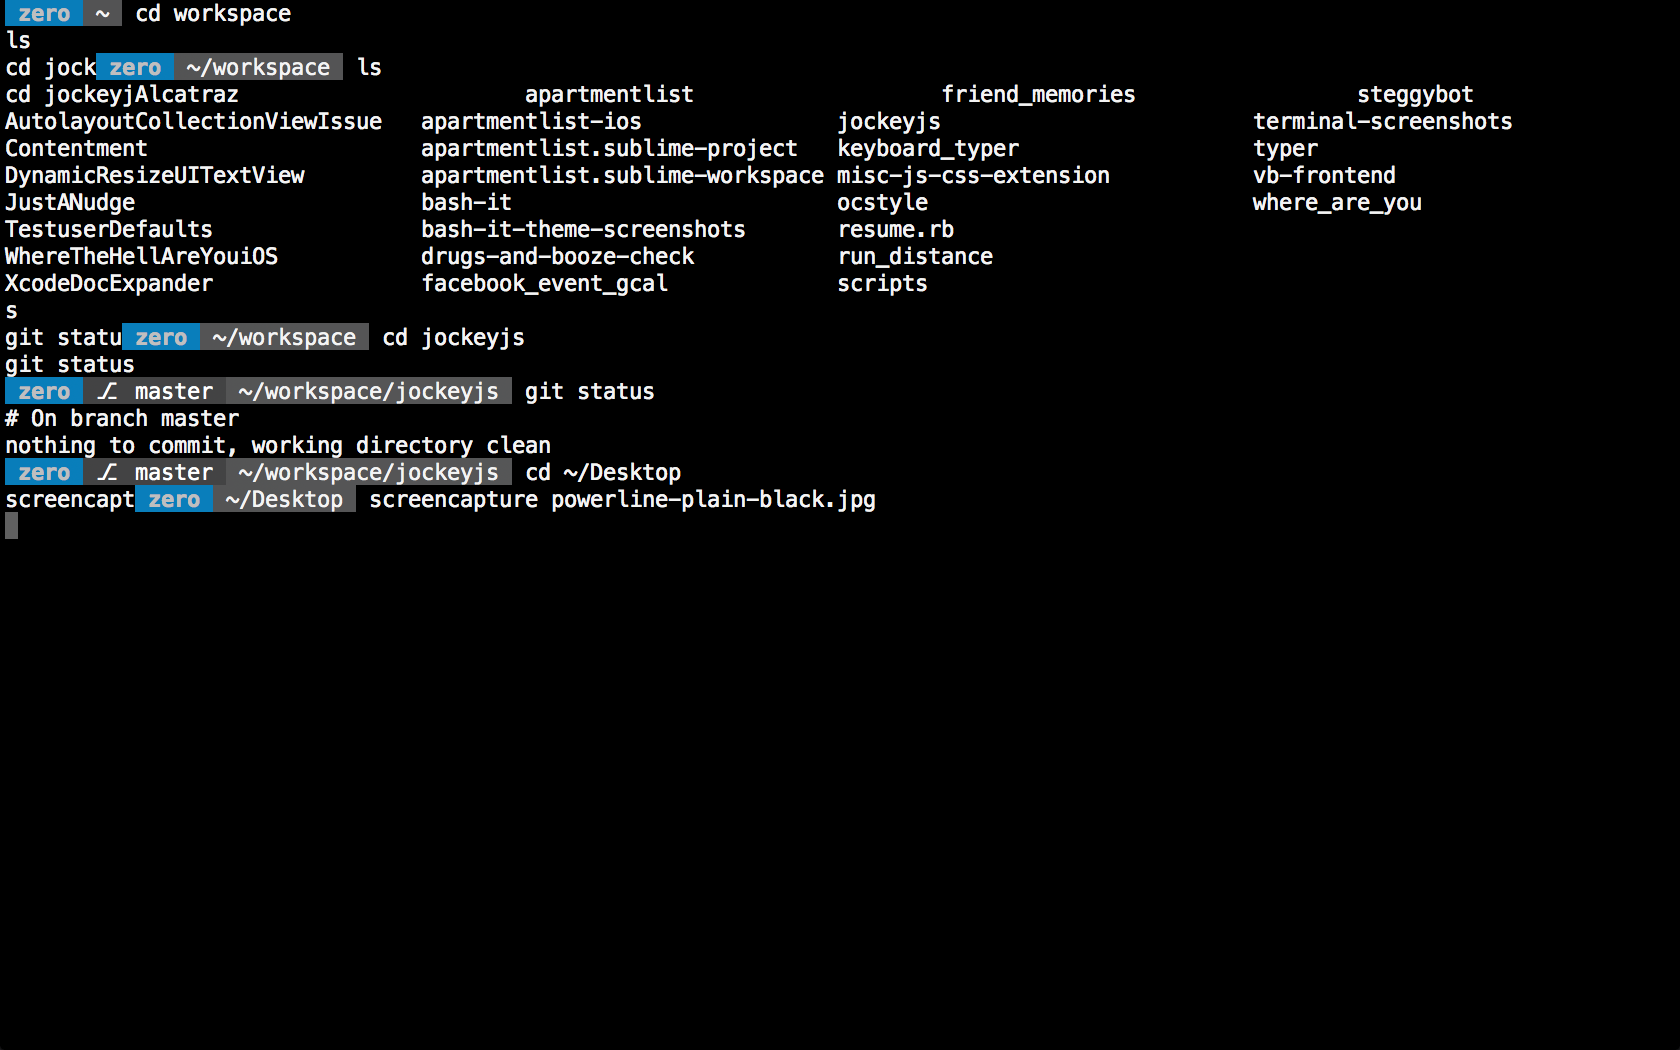 zero ~ cd workspace
ls
cd jock zero ~/workspace ls
cd jockeyjAlcatraz apartmentlist friend_memories steggybot
AutolayoutCollectionViewIssue apartmentlist-ios jockeyjs terminal-screenshots
Contentment apartmentlist.sublime-project keyboard_typer typer
DynamicResizeUITextView apartmentlist.sublime-workspace misc-js-css-extension vb-frontend
JustANudge bash-it ocstyle where_are_you
TestuserDefaults bash-it-theme-screenshots resume.rb
WhereTheHellAreYouiOS drugs-and-booze-check run_distance
XcodeDocExpander facebook_event_gcal scripts
s
git statu zero ~/workspace cd jockeyjs
git status
zero ⎇ master ~/workspace/jockeyjs git status
# On branch master
nothing to commit, working directory clean
zero ⎇ master ~/workspace/jockeyjs cd ~/Desktop
screencapt zero ~/Desktop screencapture powerline-plain-black.jpg